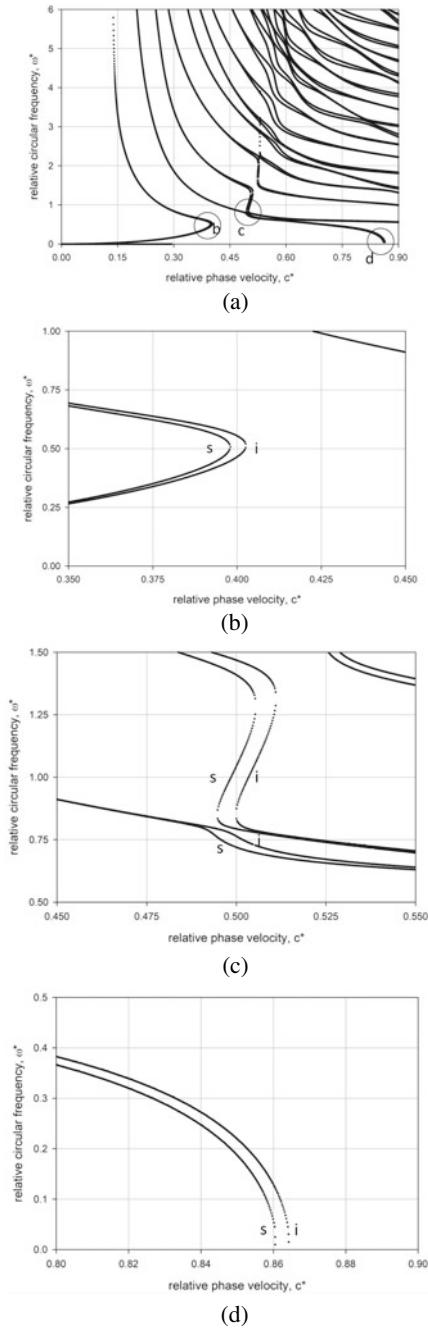 relative circular frequency, ω*
6
5
4
3
2
1
0
b
c
d
0.00 0.15 0.30 0.45 0.60 0.75 0.90
relative phase velocity, c*
(a)
relative circular frequency, ω*
1.00
0.75
0.50
0.25
0.00
s i
0.350 0.375 0.400 0.425 0.450
relative phase velocity, c*
(b)
relative circular frequency, ω*
1.50
1.25
1.00
0.75
0.50
s i
i
s
0.450 0.475 0.500 0.525 0.550
relative phase velocity, c*
(c)
relative circular frequency, ω*
0.5
0.4
0.3
0.2
0.1
0.0
s i
0.80 0.82 0.84 0.86 0.88 0.90
relative phase velocity, c*
(d)